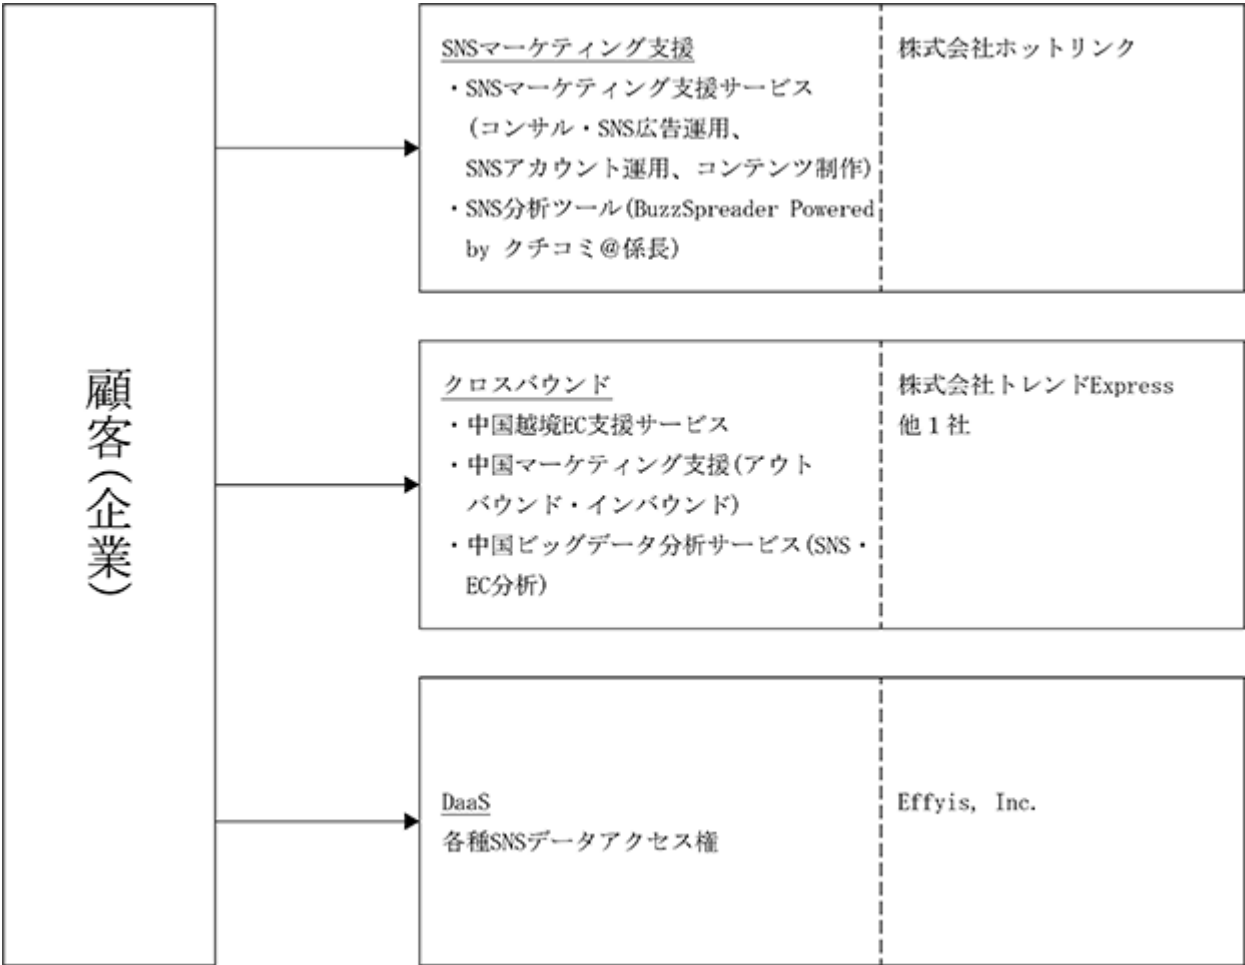 顧客(企業)
SNSマーケティング支援
・SNSマーケティング支援サービス
(コンサル・SNS広告運用、
SNSアカウント運用、コンテンツ制作)
・SNS分析ツール(BuzzSpreader Powered
by クチコミ@係長)
株式会社ホットリンク
クロスバウンド
・中国越境EC支援サービス
・中国マーケティング支援(アウト
バウンド・インバウンド)
・中国ビッグデータ分析サービス(SNS・
EC分析)
株式会社トレンドExpress
他1社
DaaS
各種SNSデータアクセス権
Effyis, Inc.